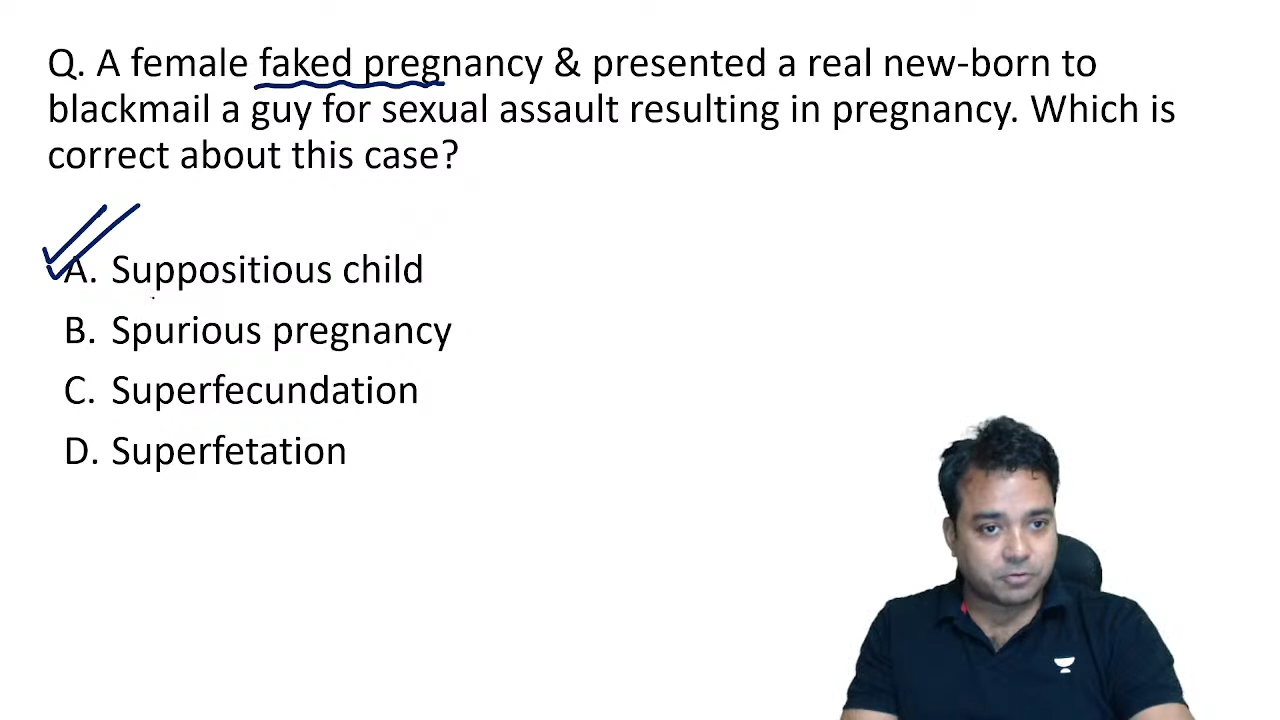 Q. A female faked pregnancy & presented a real new-born to
blackmail a guy for sexual assault resulting in pregnancy. Which is
correct about this case?
A. Suppositious child
B. Spurious pregnancy
C. Superfecundation
D. Superfetation